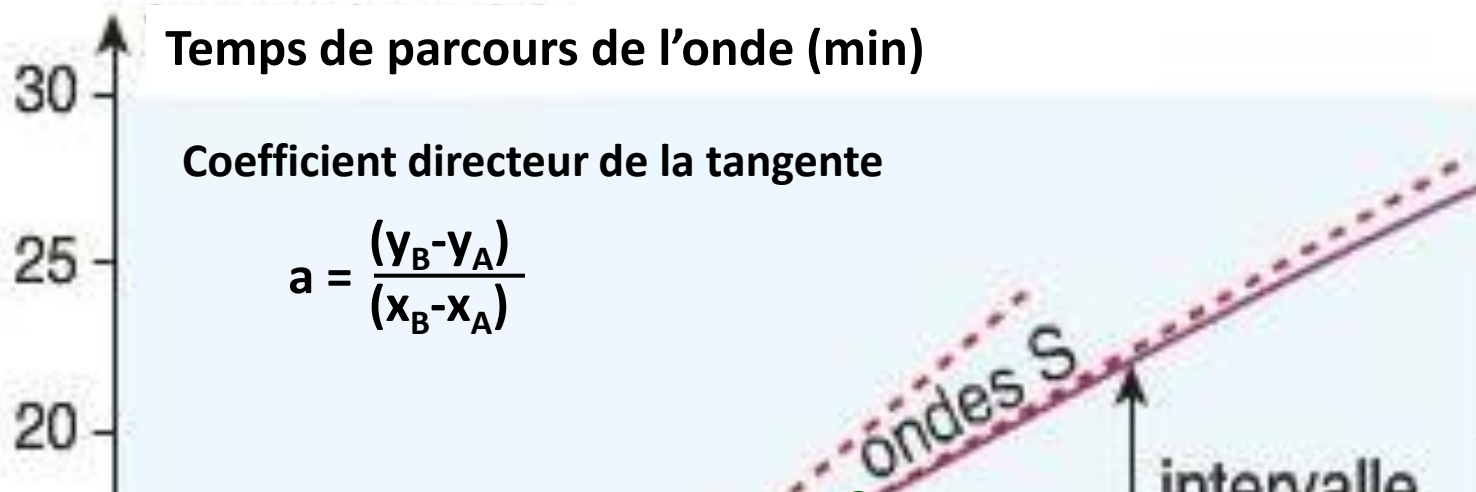 Temps de parcours de l’onde (min)
30
Coefficient directeur de la tangente
a = (yB-yA)
(xB-xA)
25
ondes S
20
intervalle